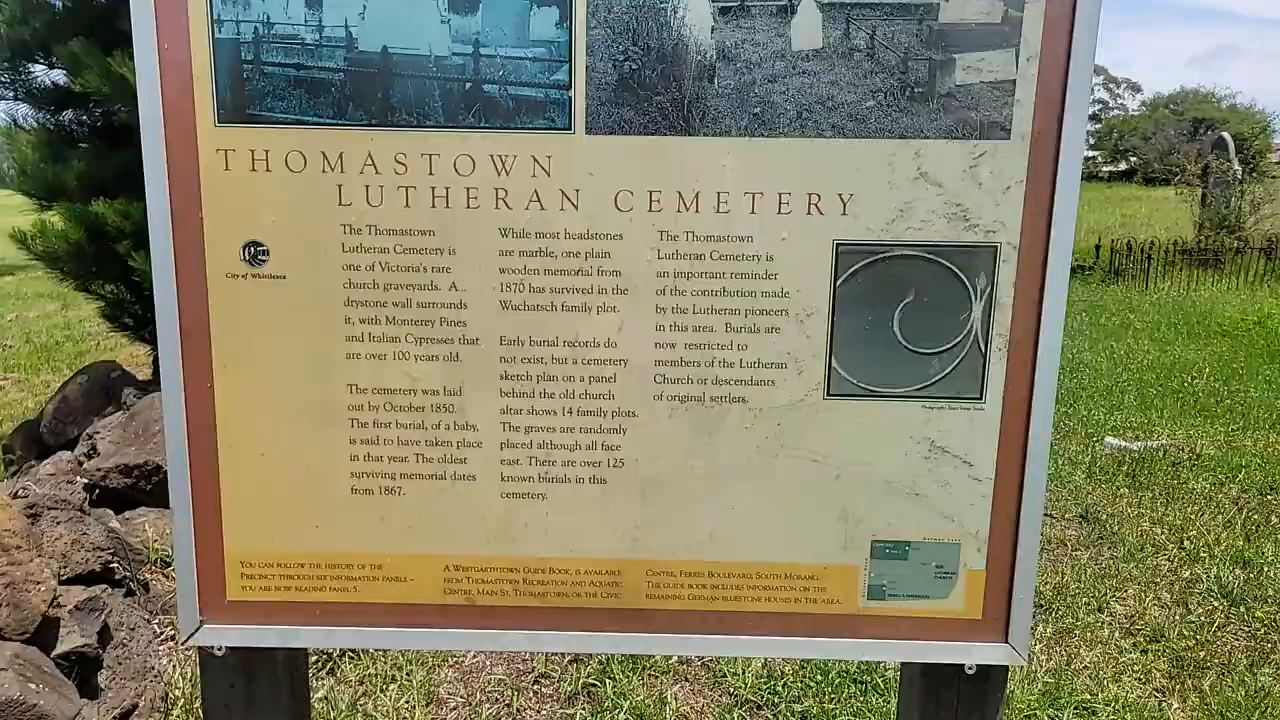 THOMASTOWN
LUTHERAN CEMETERY
City of Whittlesea
The Thomastown
Lutheran Cemetery is
one of Victoria's rare
church graveyards. A
drystone wall surrounds
it, with Monterey Pines
and Italian Cypresses that
are over 100 years old.
The cemetery was laid
out by October 1850.
The first burial, of a baby,
is said to have taken place
in that year. The oldest
surviving memorial dates
from 1867.
While most headstones
are marble, one plain
wooden memorial from
1870 has survived in the
Wuchatsch family plot.
Early burial records do
not exist, but a cemetery
sketch plan on a panel
behind the old church
altar shows 14 family plots.
The graves are randomly
placed although all face
east. There are over 125
known burials in this
cemetery.
The Thomastown
Lutheran Cemetery is
an important reminder
of the contribution made
by the Lutheran pioneers
in this area. Burials are
now restricted to
members of the Lutheran
Church or descendants
of original settlers.
YOU CAN FOLLOW THE HISTORY OF THE
PRECINCT THROUGH SIX INFORMATION PANELS –
YOU ARE NOW READING PANEL 5.
A WESTGARTHTOWN GUIDE BOOK, IS AVAILABLE
FROM THOMASTOWN RECREATION AND AQUATIC
CENTRE, MAIN ST, THOMASTOWN, OR THE CIVIC
CENTRE, FERRES BOULEVARD, SOUTH MORANG.
THE GUIDE BOOK INCLUDES INFORMATION ON THE
REMAINING GERMAN BLUESTONE HOUSES IN THE AREA.